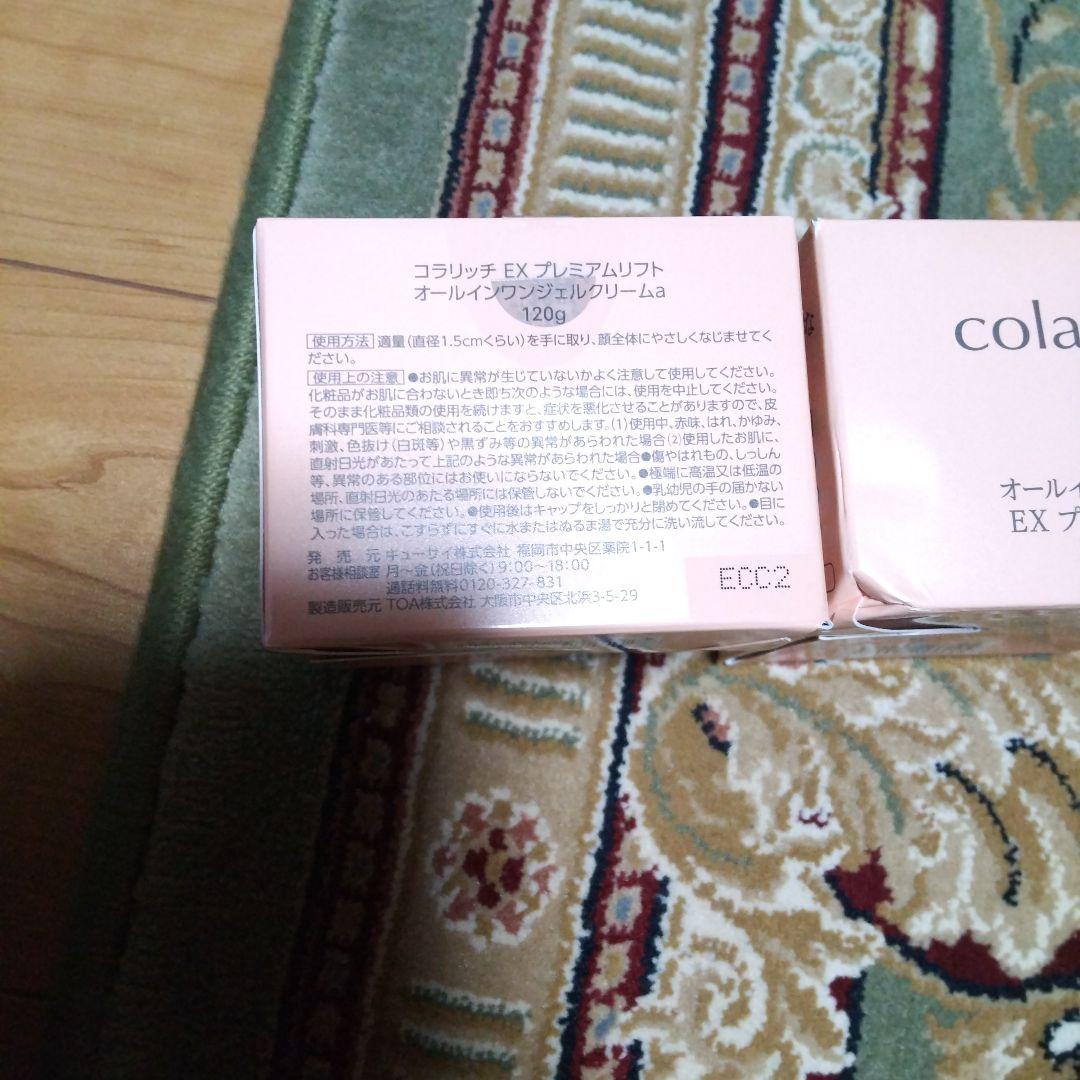 コラリッチ EX プレミアムリフト
オールインワンジェルクリームa
120g
使用方法 適量(直径1.5cmくらい)を手に取り、顔全体にやさしくなじませてく
ださい。
使用上の注意 ●お肌に異常が生じていないかよく注意して使用してください。
化粧品がお肌に合わないとき即ち次のような場合には、使用を中止してください。
そのまま化粧品類の使用を続けますと、症状を悪化させることがありますので、皮
膚科専門医等にご相談されることをおすすめします。(1)使用中、赤味、はれ、かゆみ、
刺激、色抜け(白斑等)や黒ずみ等の異常があらわれた場合(2)使用したお肌に、
直射日光があたって上記のような異常があらわれた場合●傷やはれもの、しっしん
等、異常のある部位にはお使いにならないでください。●極端に高温又は低温の
場所、直射日光のあたる場所には保管しないでください。●乳幼児の手の届かない
場所に保管してください。●使用後はキャップをしっかりと閉めてください。●目に
入った場合は、こすらずにすぐに水またはぬるま湯で充分に洗い流してください。
発売元 キューサイ株式会社 福岡市中央区薬院1-1-1
お客様相談室 月～金(祝日除く)9:00～18:00
通話料無料0120-327-831
製造販売元 TOA株式会社 大阪市中央区北浜3-5-29
ECC2
cola
オールイ
EX プ